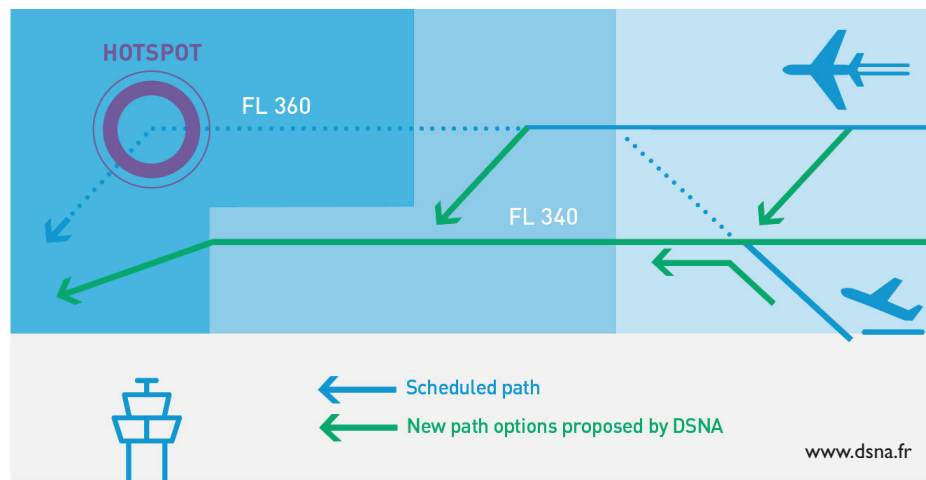 HOTSPOT
FL 360
FL 340
Scheduled path
New path options proposed by DSNA
www.dsna.fr